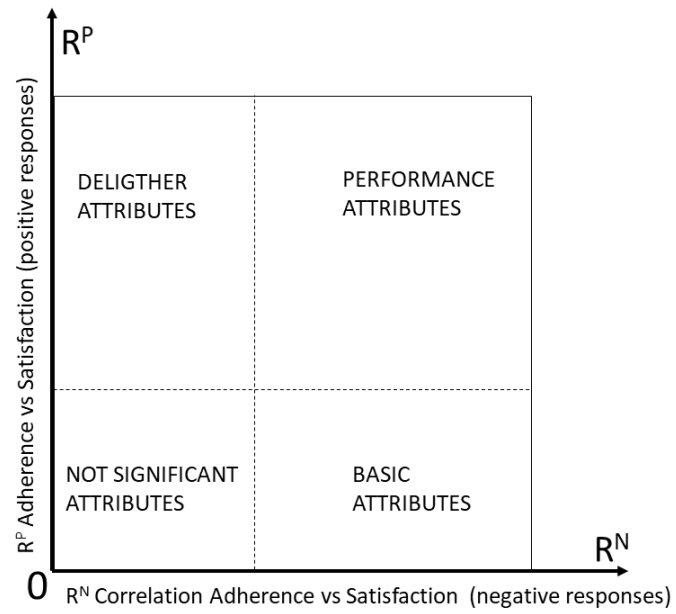 R^P
R^P Adherence vs Satisfaction (positive responses)
DELIGTHER
ATTRIBUTES
PERFORMANCE
ATTRIBUTES
NOT SIGNIFICANT
ATTRIBUTES
BASIC
ATTRIBUTES
R^N
0
R^N Correlation Adherence vs Satisfaction (negative responses)